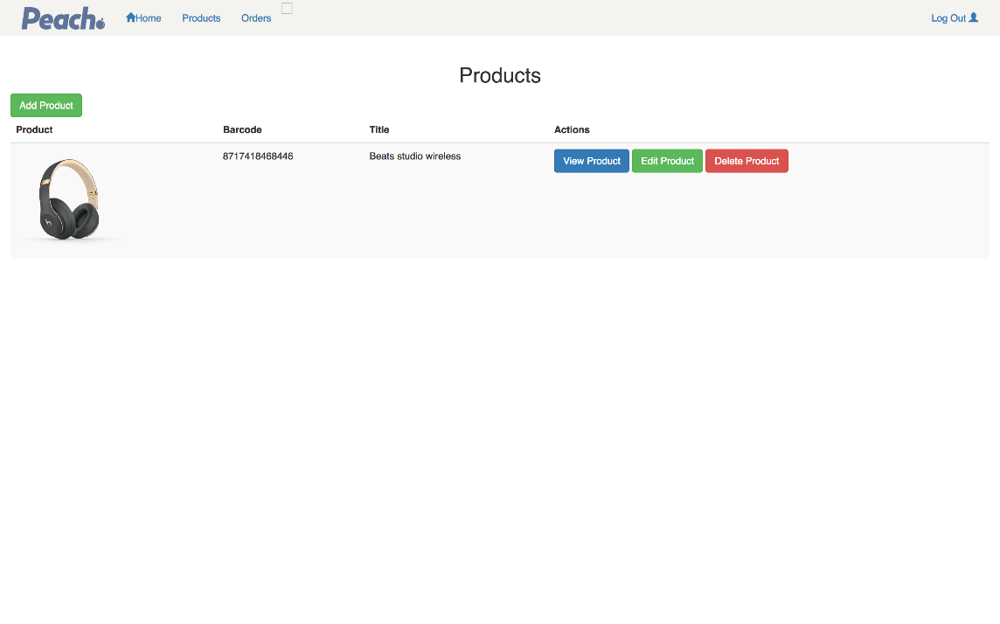 Peach. Home Products Orders Log Out
Products
Add Product
Product Barcode Title Actions
8717418468446 Beats studio wireless View Product Edit Product Delete Product